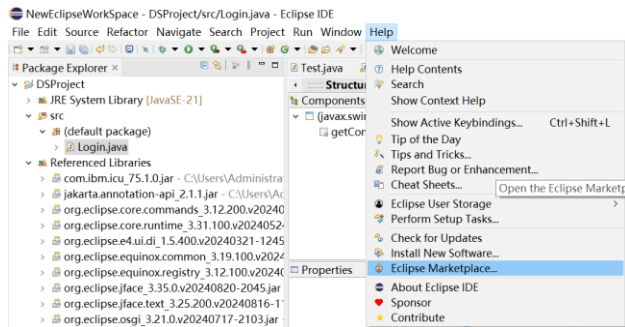 NewEclipseWorkSpace - DSProject/src/Login.java - Eclipse IDE
File Edit Source Refactor Navigate Search Project Run Window Help
Package Explorer ×
DSProject
JRE System Library [JavaSE-21]
src
(default package)
Login.java
Referenced Libraries
com.ibm.icu_75.1.0.jar - C:\Users\Administra
jakarta.annotation-api_2.1.1.jar - C:\Users\Ad
org.eclipse.core.commands_3.12.200.v20240
org.eclipse.core.runtime_3.31.100.v2024052
org.eclipse.e4.ui.di_1.5.400.v20240321-1245
org.eclipse.equinox.common_3.19.100.v2024
org.eclipse.equinox.registry_3.12.100.v20240
org.eclipse.jface_3.35.0.v20240820-2045.jar
org.eclipse.jface.text_3.25.200.v20240816-1
org.eclipse.osgi_3.21.0.v20240717-2103.jar -
Test.java
Structu
Components
(javax.swin
getCon
Properties
Welcome
Help Contents
Search
Show Context Help
Show Active Keybindings... Ctrl+Shift+L
Tip of the Day
Tips and Tricks...
Report Bug or Enhancement...
Cheat Sheets...
Open the Eclipse Marketp
Eclipse User Storage >
Perform Setup Tasks...
Check for Updates
Install New Software...
Eclipse Marketplace...
About Eclipse IDE
Sponsor
Contribute